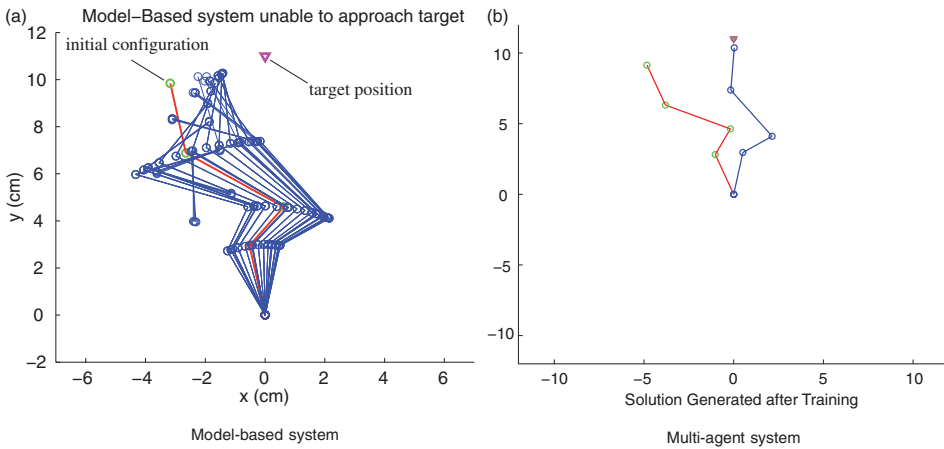 (a)
Model-Based system unable to approach target
initial configuration
target position
12
10
8
6
4
2
0
−2
y (cm)
−6 −4 −2 0 2 4 6
x (cm)
Model-based system
(b)
10
5
0
−5
−10
−10 −5 0 5 10
Solution Generated after Training
Multi-agent system